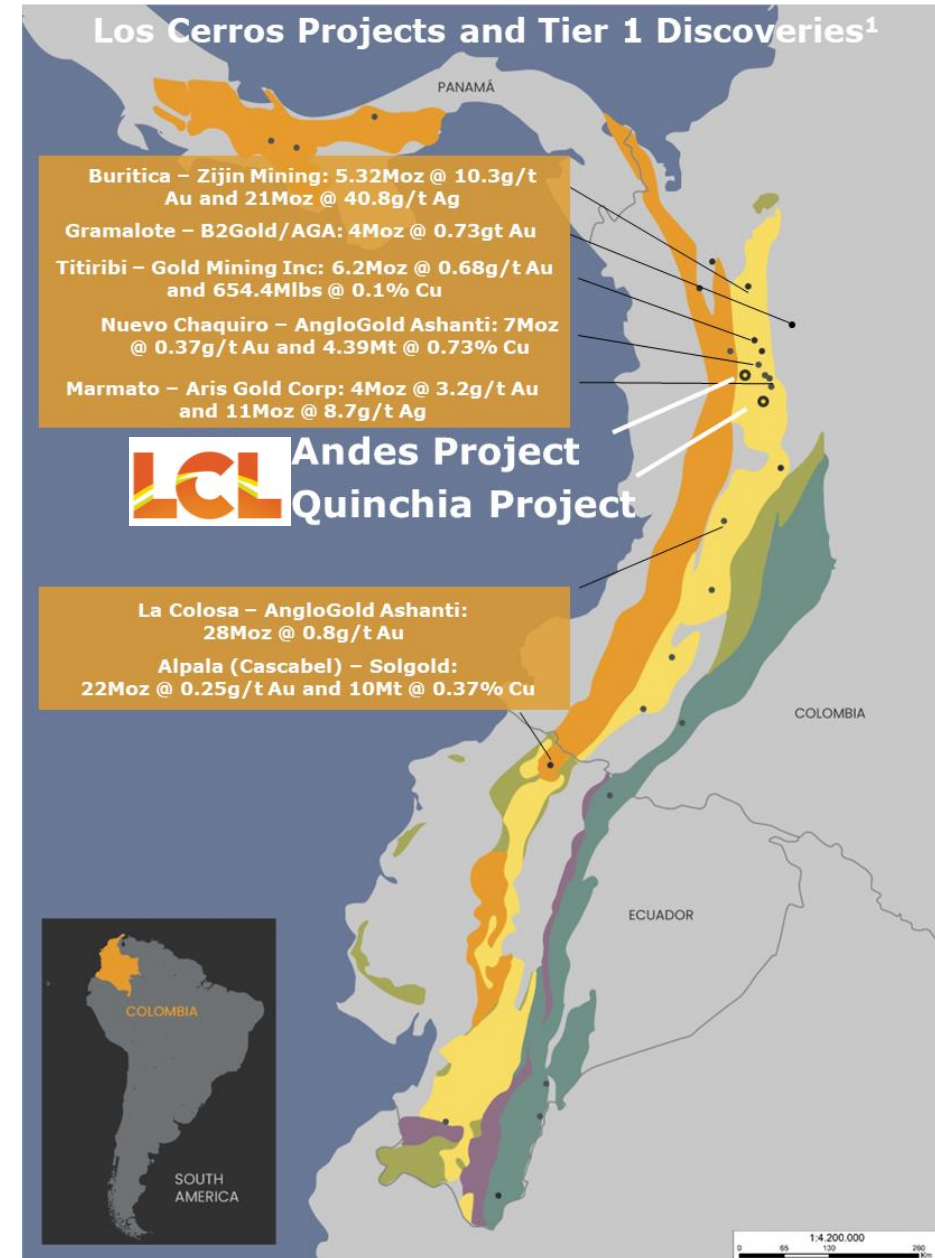 Los Cerros Projects and Tier 1 Discoveries¹
PANAMÁ
Buritica – Zijin Mining: 5.32Moz @ 10.3g/t
Au and 21Moz @ 40.8g/t Ag
Gramalote – B2Gold/AGA: 4Moz @ 0.73gt Au
Titiribi – Gold Mining Inc: 6.2Moz @ 0.68g/t Au
and 654.4Mlbs @ 0.1% Cu
Nuevo Chaquiro – AngloGold Ashanti: 7Moz
@ 0.37g/t Au and 4.39Mt @ 0.73% Cu
Marmato – Aris Gold Corp: 4Moz @ 3.2g/t Au
and 11Moz @ 8.7g/t Ag
LCL
Andes Project
Quinchia Project
La Colosa – AngloGold Ashanti:
28Moz @ 0.8g/t Au
Alpala (Cascabel) – Solgold:
22Moz @ 0.25g/t Au and 10Mt @ 0.37% Cu
COLOMBIA
ECUADOR
COLOMBIA
SOUTH
AMERICA
1:4.200.000
0 65 130 260
Km